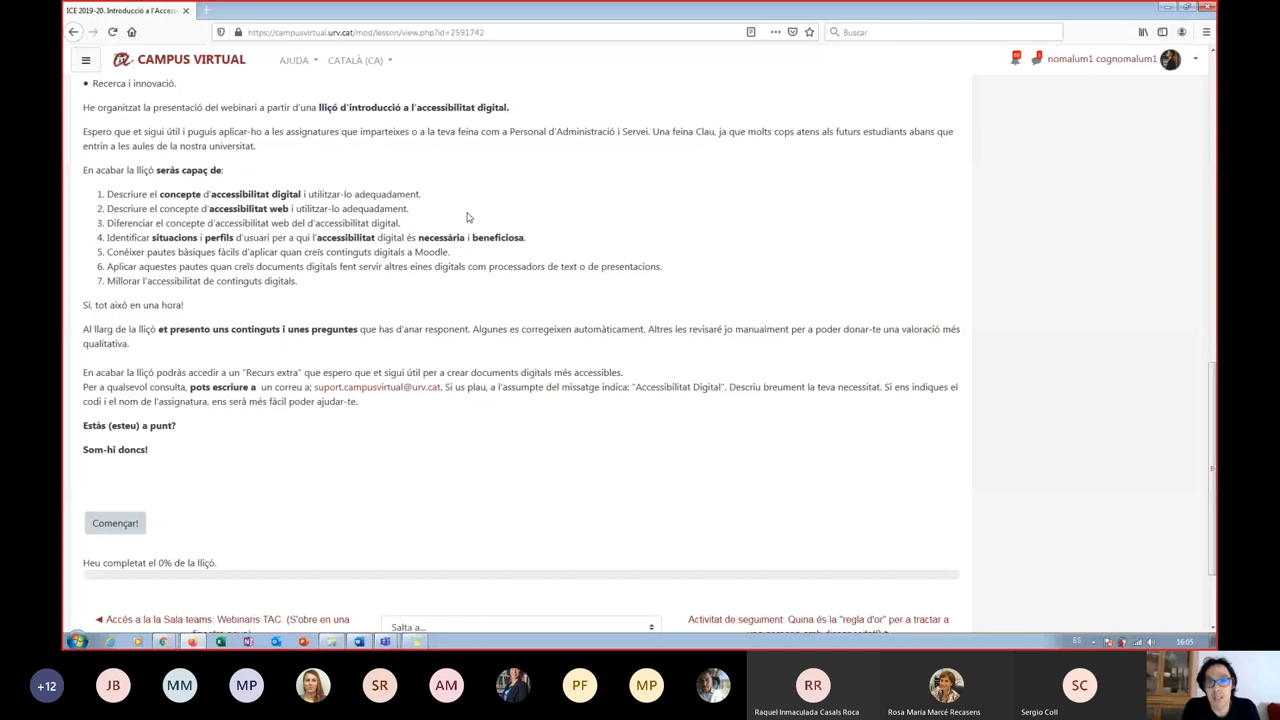 ICE 2019-20. Introducció a l'Acces
https://campusvirtual.urv.cat/mod/lesson/view.php?id=2591742
Buscar
CAMPUS VIRTUAL
AJUDA
CATALÀ (CA)
nomalum1 cognomalum1
• Recerca i innovació.
He organitzat la presentació del webinari a partir d'una lliçó d'introducció a l'accessibilitat digital.
Espero que et sigui útil i puguis aplicar-ho a les assignatures que imparteixes o a la teva feina com a Personal d'Administració i Servei. Una feina Clau, ja que molts cops atens als futurs estudiants abans que
entrin a les aules de la nostra universitat.
En acabar la lliçó seràs capaç de:
1. Descriure el concepte d'accessibilitat digital i utilitzar-lo adequadament.
2. Descriure el concepte d'accessibilitat web i utilitzar-lo adequadament.
3. Diferenciar el concepte d'accessibilitat web del d'accessibilitat digital.
4. Identificar situacions i perfils d'usuari per a qui l'accessibilitat digital és necessària i beneficiosa.
5. Conèixer pautes bàsiques fàcils d'aplicar quan creïs continguts digitals a Moodle.
6. Aplicar aquestes pautes quan creïs documents digitals fent servir altres eines digitals com processadors de text o de presentacions.
7. Millorar l'accessibilitat de continguts digitals.
Sí, tot això en una hora!
Al llarg de la lliçó et presento uns continguts i unes preguntes que has d'anar responent. Algunes es corregeixen automàticament. Altres les revisaré jo manualment per a poder donar-te una valoració més
qualitativa.
En acabar la lliçó podràs accedir a un "Recurs extra" que espero que et sigui útil per a crear documents digitals més accessibles.
Per a qualsevol consulta, pots escriure a un correu a; suport.campusvirtual@urv.cat. Si us plau, a l'assumpte del missatge indica: "Accessibilitat Digital". Descriu breument la teva necessitat. Si ens indiques el
codi i el nom de l'assignatura, ens serà més fàcil poder ajudar-te.
Estàs (esteu) a punt?
Som-hi doncs!
Començar!
Heu completat el 0% de la lliçó.
◄ Accés a la la Sala teams: Webinaris TAC. (S'obre en una
Salta a...
Activitat de seguiment: Quina és la "regla d'or" per a tractar a
ES
16:05
+12
JB
MM
MP
SR
AM
PF
MP
RR
SC
Raquel Inmaculada Casals Roca
Rosa Maria Marcé Recasens
Sergio Coll